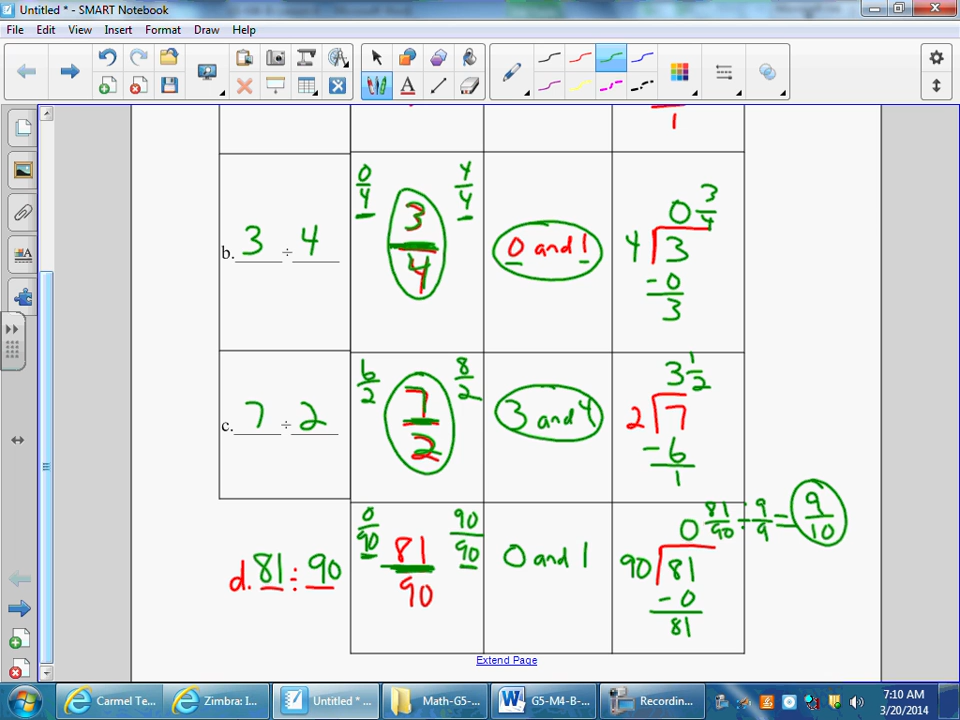 Untitled * - SMART Notebook
File Edit View Insert Format Draw Help
1
b. 3 ÷ 4
0/4 3/4 4/4
0 and 1
0 3/4
4 3
- 0
3
c. 7 ÷ 2
6/2 7/2 8/2
3 and 4
3 1/2
2 7
- 6
1
d. 81 ÷ 90
0/90 81/90 90/90
0 and 1
0 81/90 ÷ 9/9 = 9/10
90 81
- 0
81
Extend Page
Carmel Te...
Zimbra: I...
Untitled * ...
Math-G5-...
G5-M4-B-...
Recordin...
7:10 AM
3/20/2014